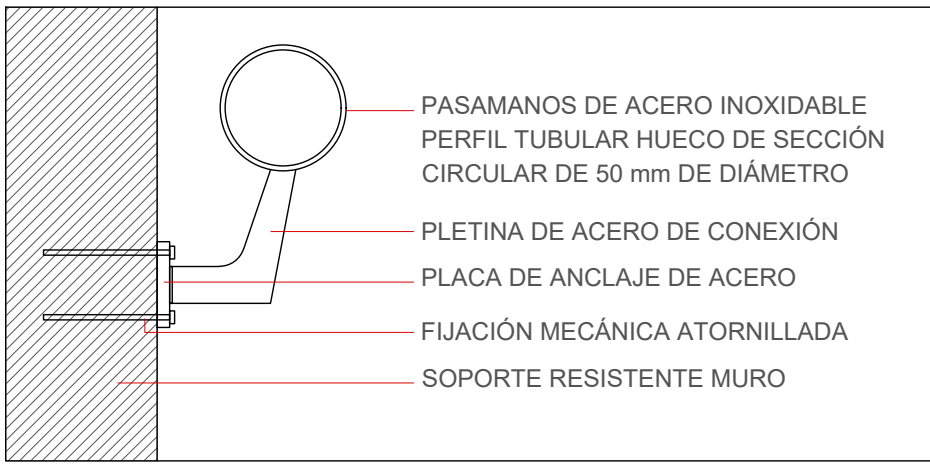 PASAMANOS DE ACERO INOXIDABLE
PERFIL TUBULAR HUECO DE SECCIÓN
CIRCULAR DE 50 mm DE DIÁMETRO
PLETINA DE ACERO DE CONEXIÓN
PLACA DE ANCLAJE DE ACERO
FIJACIÓN MECÁNICA ATORNILLADA
SOPORTE RESISTENTE MURO